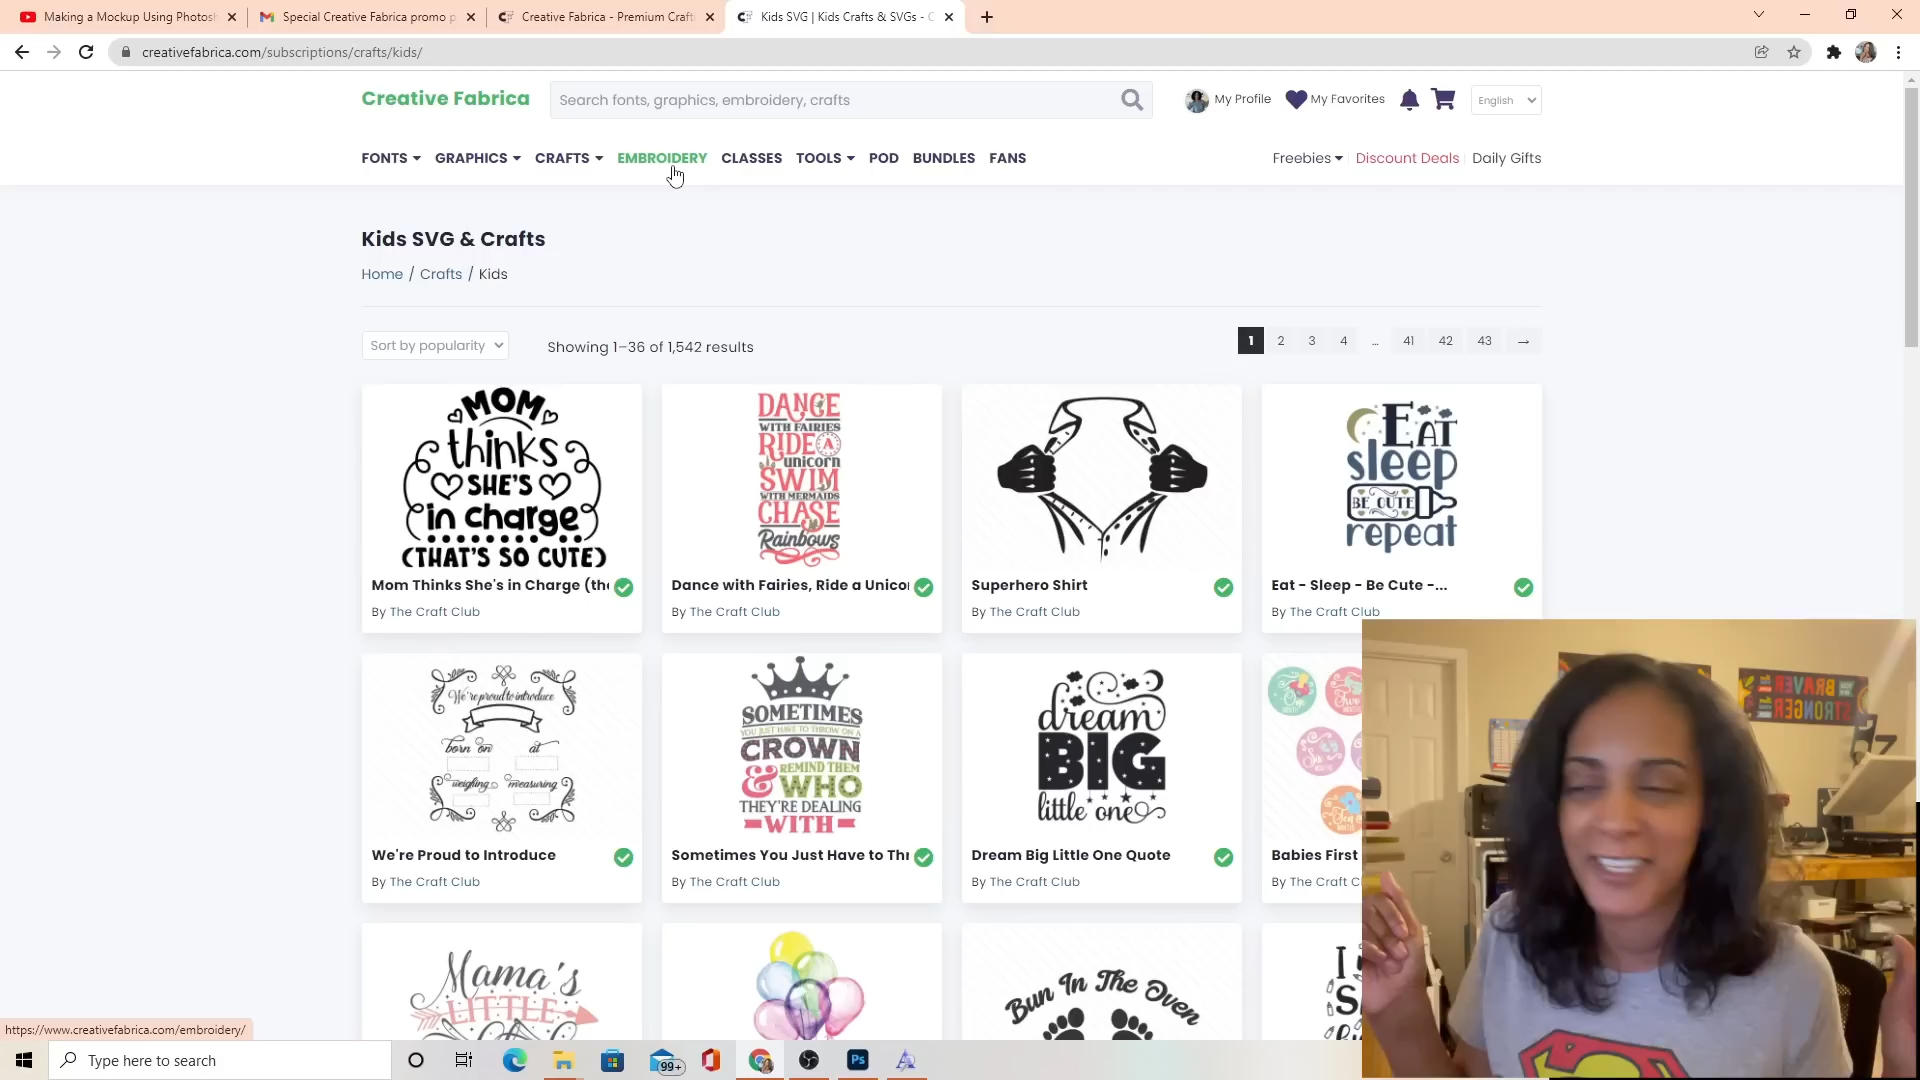 Making a Mockup Using Photosh
Special Creative Fabrica promo p
Creative Fabrica - Premium Craft
Kids SVG | Kids Crafts & SVGs - C
creativefabrica.com/subscriptions/crafts/kids/
Creative Fabrica
Search fonts, graphics, embroidery, crafts
My Profile
My Favorites
English
FONTS GRAPHICS CRAFTS EMBROIDERY CLASSES TOOLS POD BUNDLES FANS
Freebies Discount Deals Daily Gifts
Kids SVG & Crafts
Home / Crafts / Kids
Sort by popularity
Showing 1–36 of 1,542 results
1 2 3 4 ... 41 42 43 →
MOM
thinks
SHE'S
in charge
(THAT'S SO CUTE)
Mom Thinks She's in Charge (the
By The Craft Club
DANCE
WITH FAIRIES
RIDE A
unicorn
SWIM
WITH MERMAIDS
CHASE
Rainbows
Dance with Fairies, Ride a Unicor
By The Craft Club
Superhero Shirt
By The Craft Club
EAT
sleep
BE CUTE
repeat
Eat - Sleep - Be Cute -...
By The Craft Club
We're proud to introduce
born on at
weighing measuring
We're Proud to Introduce
By The Craft Club
SOMETIMES
YOU JUST HAVE TO THROW ON A
CROWN
& REMIND THEM
WHO
THEY'RE DEALING
WITH
Sometimes You Just Have to Thr
By The Craft Club
dream
BIG
little one
Dream Big Little One Quote
By The Craft Club
Babies First
By The Craft C
Mama's
LITTLE
Bun In The Oven
BRAVER
STRONGER
https://www.creativefabrica.com/embroidery/
Type here to search
99+
Ps